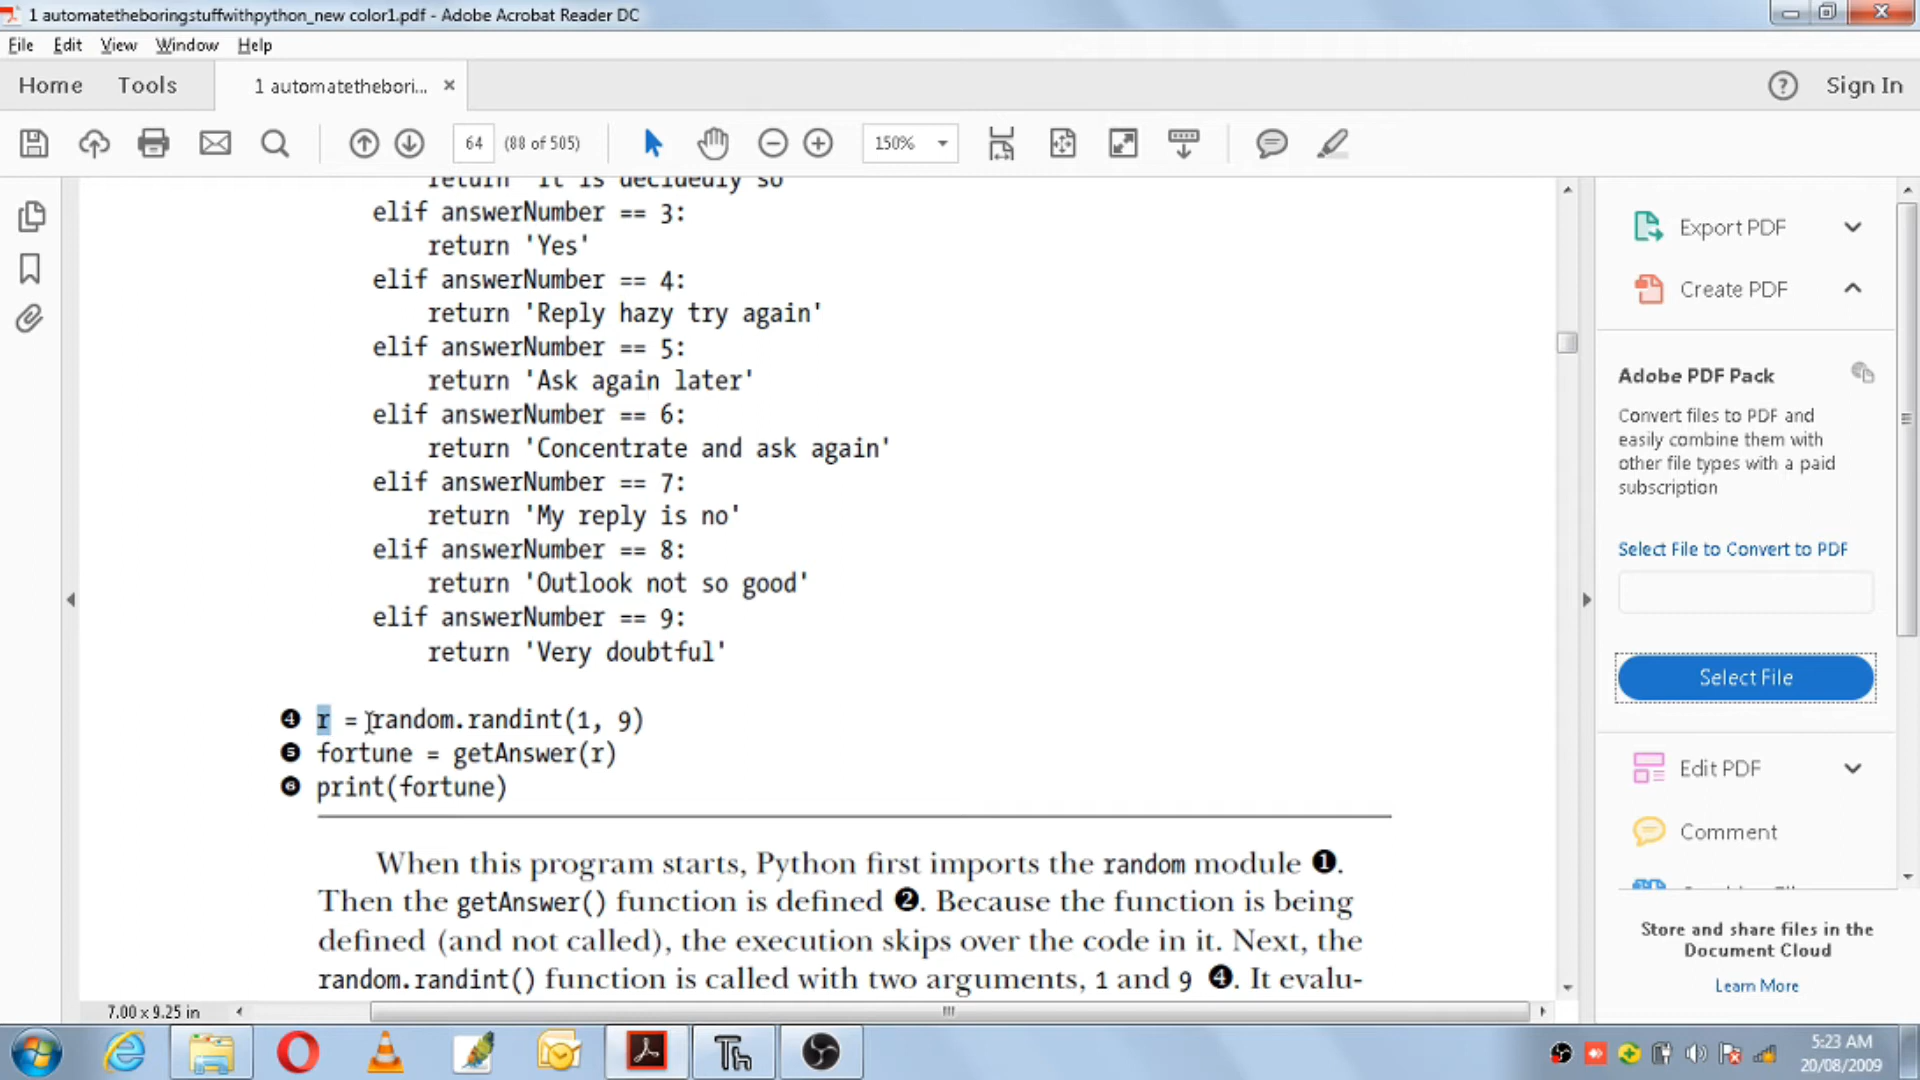 1 automatetheboringstuffwithpython_new color1.pdf - Adobe Acrobat Reader DC
File Edit View Window Help
Home Tools 1 automatethebori... ×
64 (88 of 505) 150%
? Sign In
return 'It is decidedly so'
elif answerNumber == 3:
return 'Yes'
elif answerNumber == 4:
return 'Reply hazy try again'
elif answerNumber == 5:
return 'Ask again later'
elif answerNumber == 6:
return 'Concentrate and ask again'
elif answerNumber == 7:
return 'My reply is no'
elif answerNumber == 8:
return 'Outlook not so good'
elif answerNumber == 9:
return 'Very doubtful'
❹ r = random.randint(1, 9)
❺ fortune = getAnswer(r)
❻ print(fortune)
When this program starts, Python first imports the random module ❶.
Then the getAnswer() function is defined ❷. Because the function is being
defined (and not called), the execution skips over the code in it. Next, the
random.randint() function is called with two arguments, 1 and 9 ❹. It evalu-
7.00 x 9.25 in
Export PDF
Create PDF
Adobe PDF Pack
Convert files to PDF and
easily combine them with
other file types with a paid
subscription
Select File to Convert to PDF
Select File
Edit PDF
Comment
Store and share files in the
Document Cloud
Learn More
Th
5:23 AM
20/08/2009